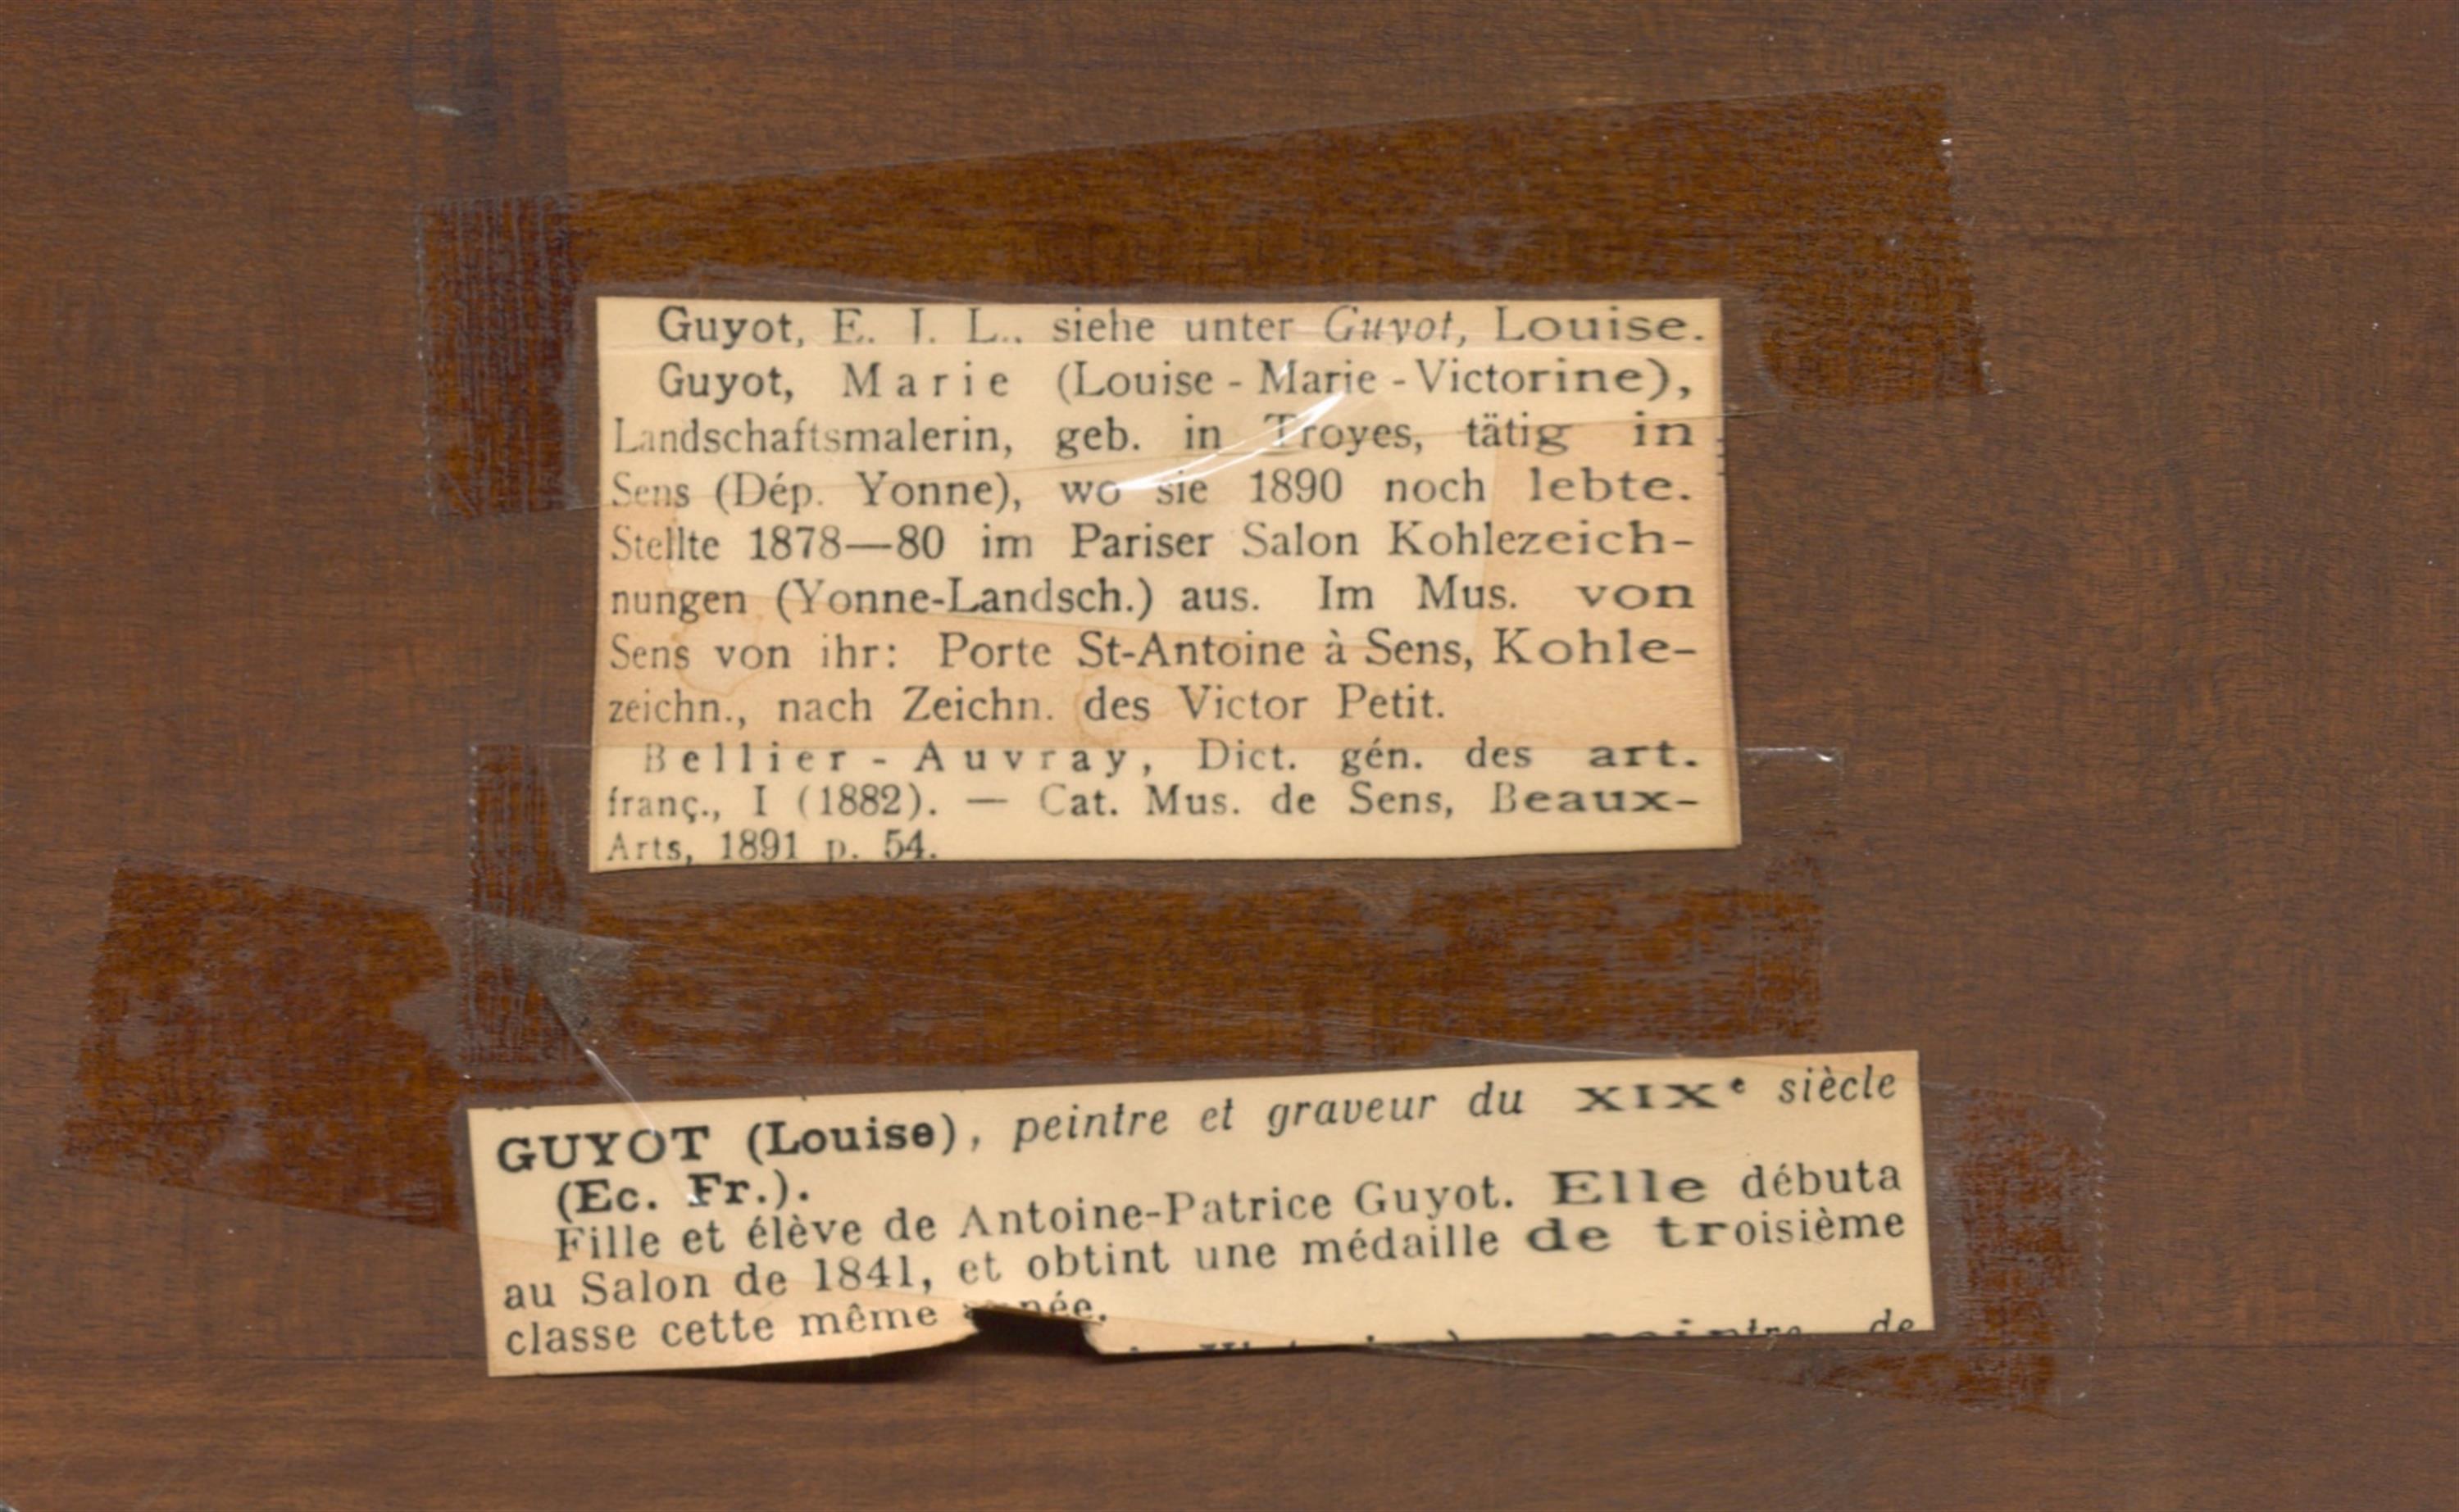 Guyot, E. J. L., siehe unter Guyot, Louise.
Guyot, Marie (Louise - Marie - Victorine),
Landschaftsmalerin, geb. in Troyes, tätig in
Sens (Dép. Yonne), wo sie 1890 noch lebte.
Stellte 1878—80 im Pariser Salon Kohlezeich-
nungen (Yonne-Landsch.) aus. Im Mus. von
Sens von ihr: Porte St-Antoine à Sens, Kohle-
zeichn., nach Zeichn. des Victor Petit.
Bellier - Auvray, Dict. gén. des art.
franç., I (1882). — Cat. Mus. de Sens, Beaux-
Arts, 1891 p. 54.
GUYOT (Louise), peintre et graveur du XIXe siècle
(Ec. Fr.).
Fille et élève de Antoine-Patrice Guyot. Elle débuta
au Salon de 1841, et obtint une médaille de troisième
classe cette même année.
peintre de